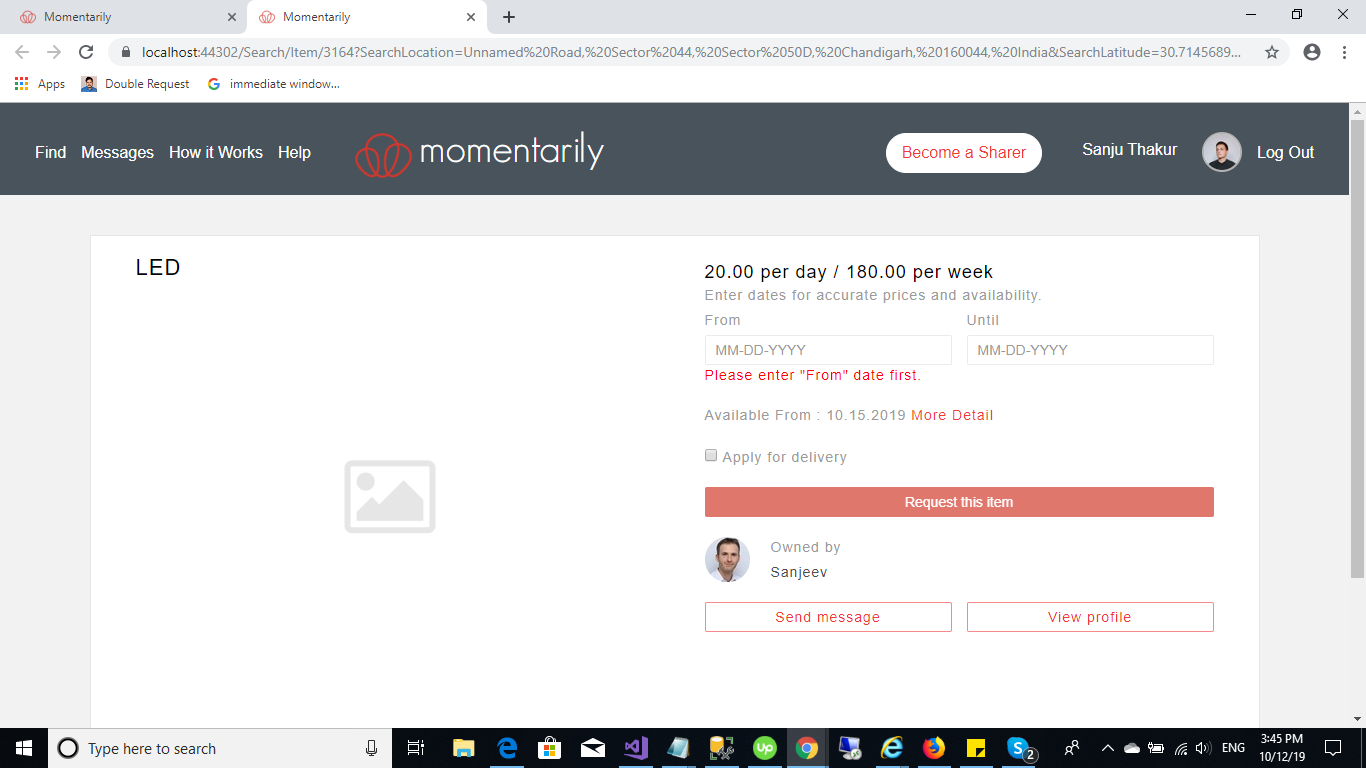 Momentarily
Momentarily
localhost:44302/Search/Item/3164?SearchLocation=Unnamed%20Road,%20Sector%2044,%20Sector%2050D,%20Chandigarh,%20160044,%20India&SearchLatitude=30.7145689...
Apps Double Request immediate window...
Find Messages How it Works Help momentarily Become a Sharer Sanju Thakur Log Out
LED
20.00 per day / 180.00 per week
Enter dates for accurate prices and availability.
From Until
MM-DD-YYYY MM-DD-YYYY
Please enter "From" date first.
Available From : 10.15.2019 More Detail
Apply for delivery
Request this item
Owned by
Sanjeev
Send message View profile
Type here to search up 2 ENG 3:45 PM
10/12/19